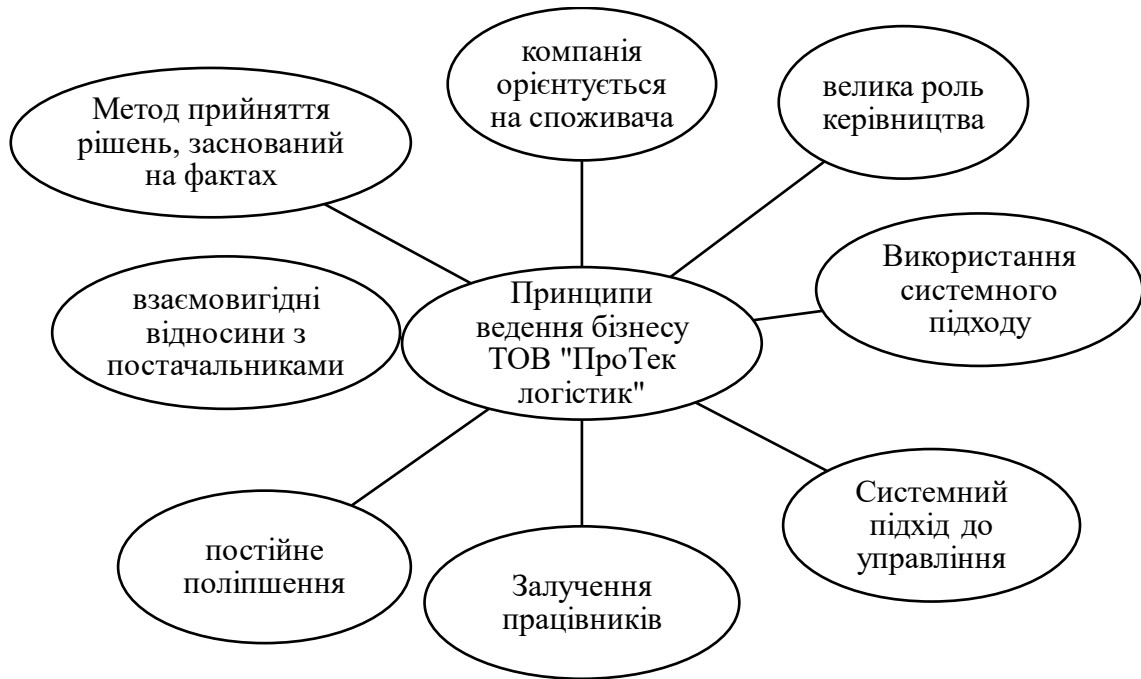 компанія
орієнтується
на споживача
велика роль
керівництва
Метод прийняття
рішень, заснований
на фактах
Використання
системного
підходу
взаємовигідні
відносини з
постачальниками
Принципи
ведення бізнесу
ТОВ "ПроТек
логістик"
Системний
підхід до
управління
постійне
поліпшення
Залучення
працівників